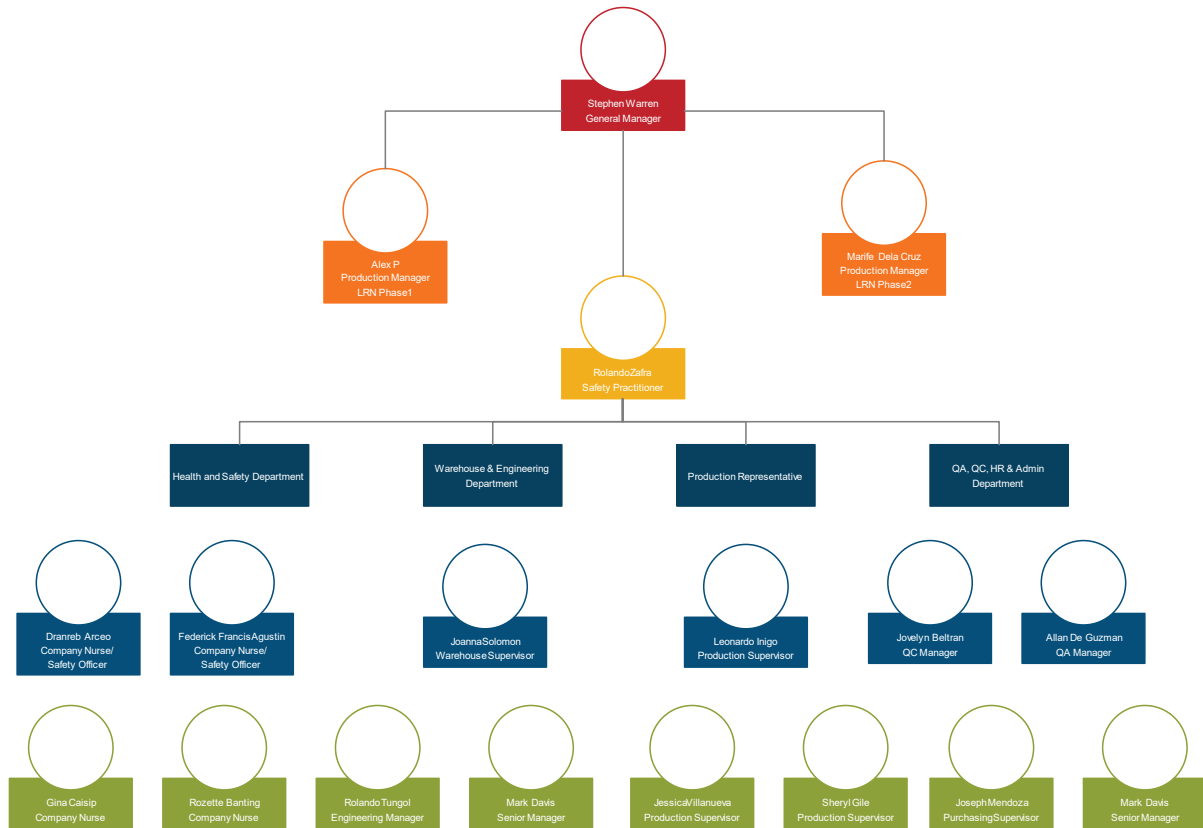 Stephen Warren
General Manager
Alex P
Production Manager
LRN Phase1
Marife Dela Cruz
Production Manager
LRN Phase2
RolandoZafra
Safety Practitioner
Health and Safety Department
Warehouse & Engineering
Department
Production Representative
QA, QC, HR & Admin
Department
Dranreb Arceo
Company Nurse/
Safety Officer
Federick FrancisAgustin
Company Nurse/
Safety Officer
JoannaSolomon
Warehouse Supervisor
Leonardo Inigo
Production Supervisor
Jovelyn Beltran
QC Manager
Allan De Guzman
QA Manager
Gina Caisip
Company Nurse
Rozette Banting
Company Nurse
RolandoTungol
Engineering Manager
Mark Davis
Senior Manager
JessicaVillanueva
Production Supervisor
Sheryl Gile
Production Supervisor
JosephMendoza
PurchasingSupervisor
Mark Davis
Senior Manager